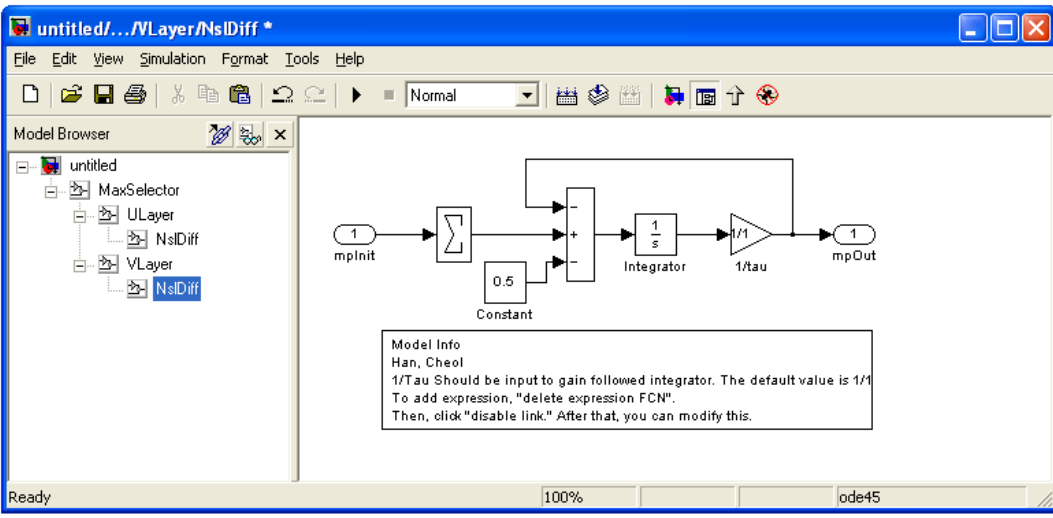 untitled/.../VLayer/NslDiff *
File Edit View Simulation Format Tools Help
Normal
Model Browser
untitled
MaxSelector
ULayer
NslDiff
VLayer
NslDiff
1
mpInit
∑
−
+
−
0.5
Constant
1
s
Integrator
1/1
1/tau
1
mpOut
Model Info
Han, Cheol
1/Tau Should be input to gain followed integrator. The default value is 1/1
To add expression, "delete expression FCN".
Then, click "disable link." After that, you can modify this.
Ready 100% ode45